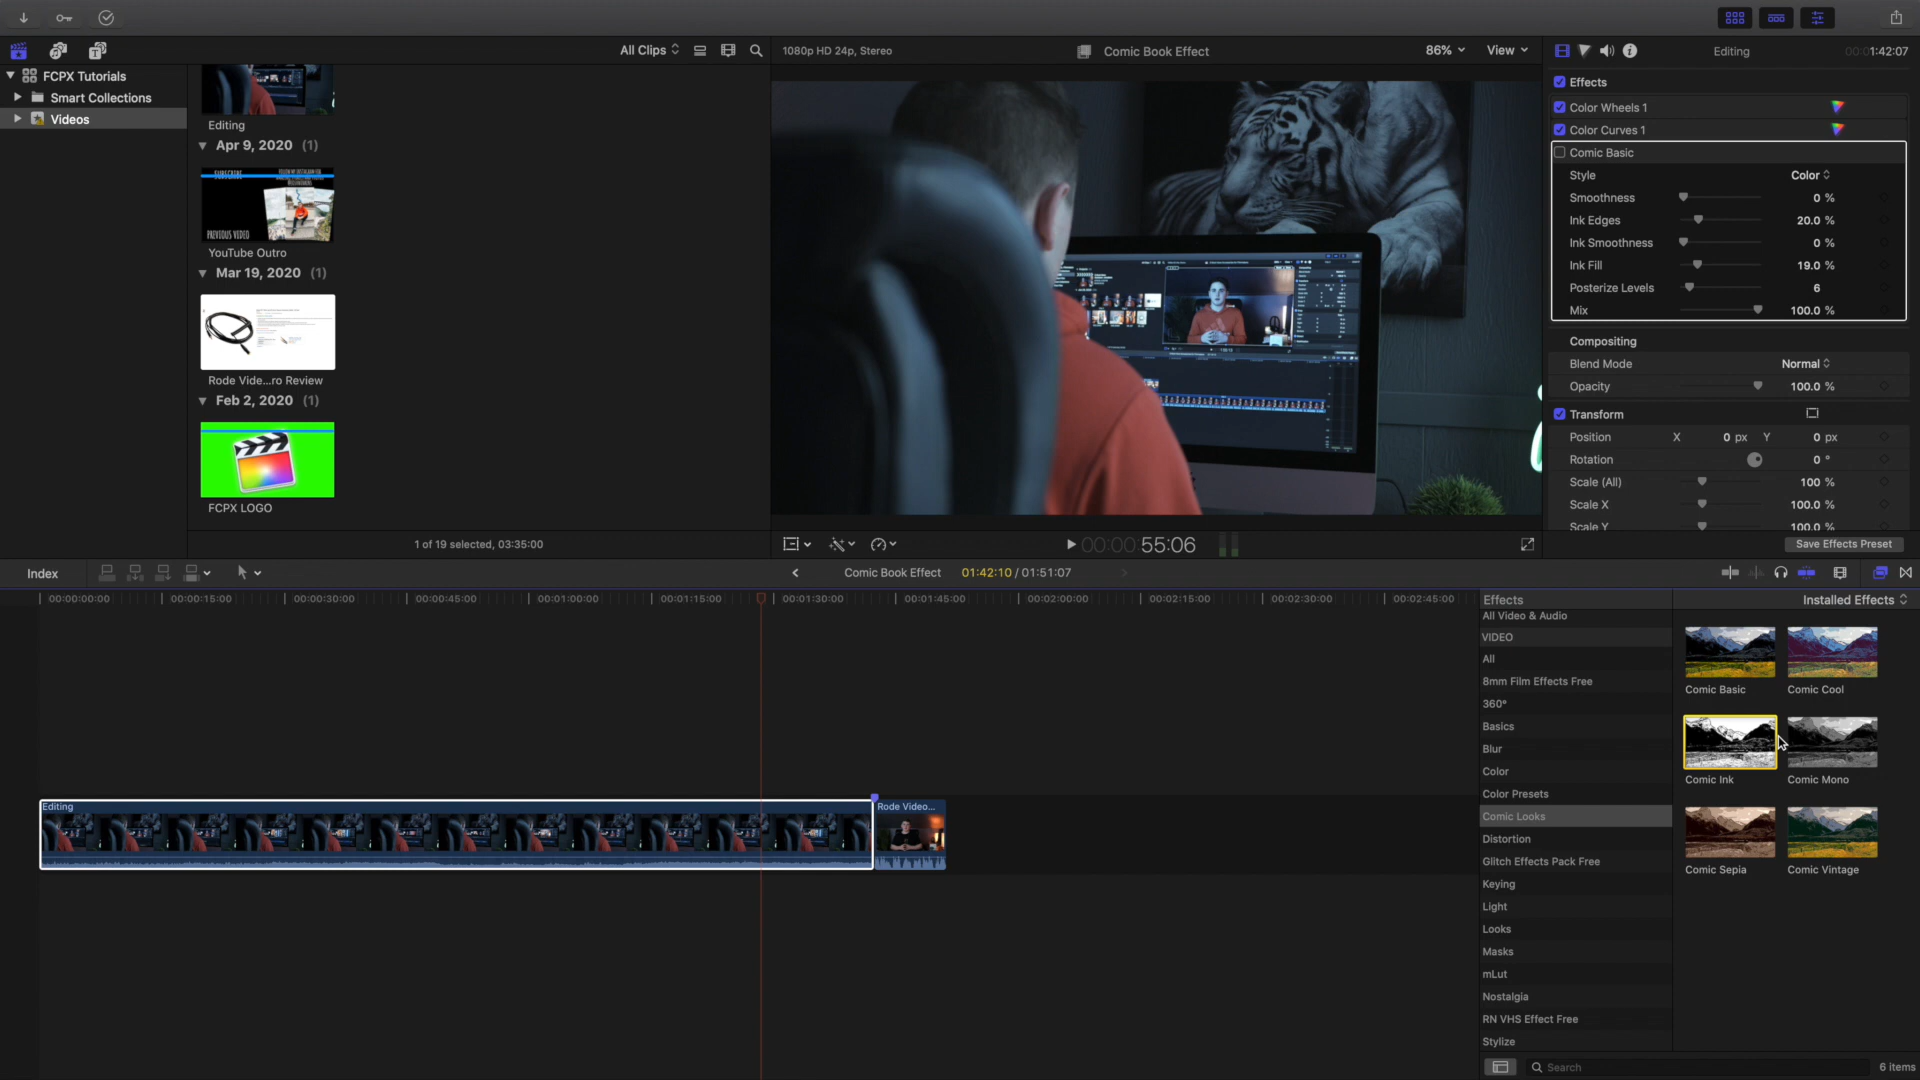 All Clips
1080p HD 24p, Stereo
Comic Book Effect
86%
View
Editing
00:01:42:07
FCPX Tutorials
Smart Collections
Videos
Editing
Apr 9, 2020 (1)
SUBSCRIBE
PREVIOUS VIDEO
YouTube Outro
Mar 19, 2020 (1)
Rode Vide...ro Review
Feb 2, 2020 (1)
FCPX LOGO
1 of 19 selected, 03:35:00
00:00:55:06
Effects
Color Wheels 1
Color Curves 1
Comic Basic
Style Color
Smoothness 0 %
Ink Edges 20.0 %
Ink Smoothness 0 %
Ink Fill 19.0 %
Posterize Levels 6
Mix 100.0 %
Compositing
Blend Mode Normal
Opacity 100.0 %
Transform
Position X 0 px Y 0 px
Rotation 0 °
Scale (All) 100 %
Scale X 100.0 %
Scale Y 100.0 %
Save Effects Preset
Index
Comic Book Effect 01:42:10 / 01:51:07
00:00:00:00 00:00:15:00 00:00:30:00 00:00:45:00 00:01:00:00 00:01:15:00 00:01:30:00 00:01:45:00 00:02:00:00 00:02:15:00 00:02:30:00 00:02:45:00
Editing
Rode Video...
Effects
Installed Effects
All Video & Audio
VIDEO
All
8mm Film Effects Free
360°
Basics
Blur
Color
Color Presets
Comic Looks
Distortion
Glitch Effects Pack Free
Keying
Light
Looks
Masks
mLut
Nostalgia
RN VHS Effect Free
Stylize
Comic Basic
Comic Cool
Comic Ink
Comic Mono
Comic Sepia
Comic Vintage
Search
6 items